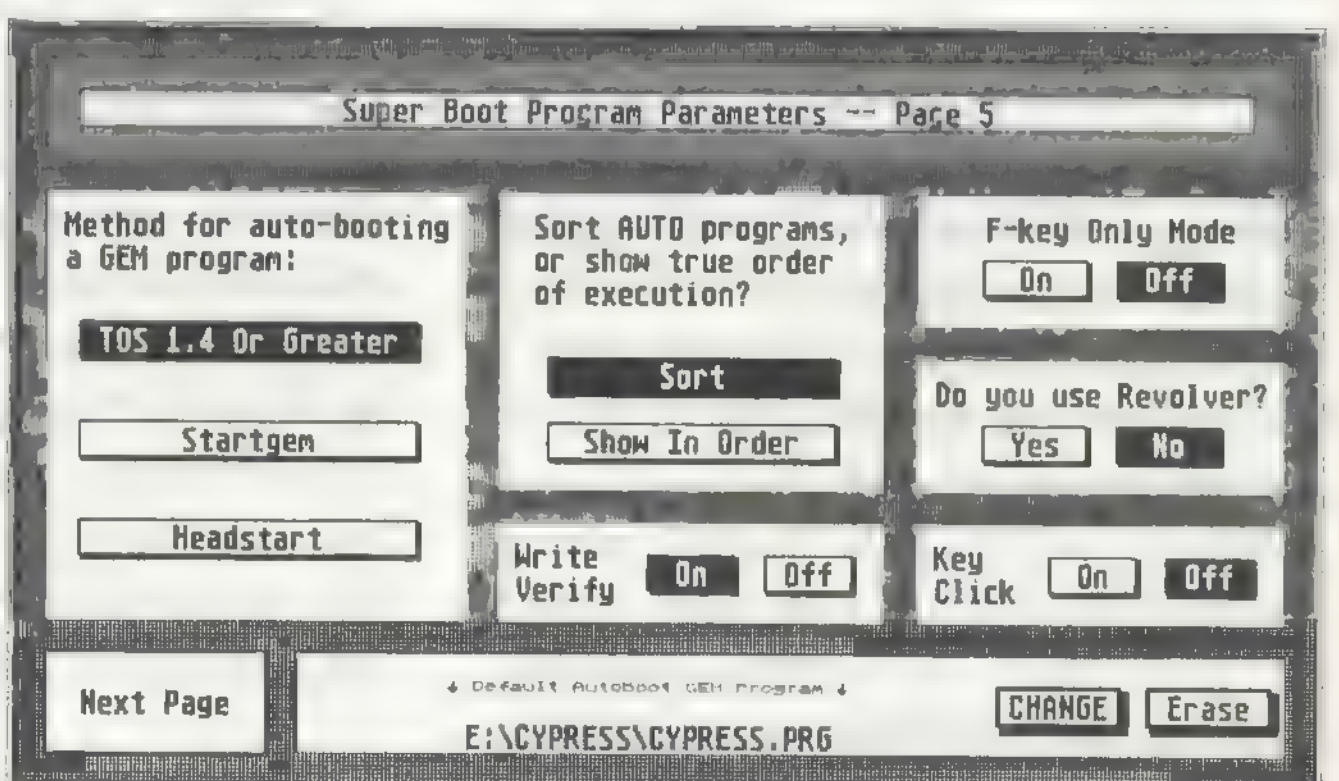 Super Boot Program Parameters -- Page 5
Method for auto-booting
a GEM program:
TOS 1.4 Or Greater
Startgem
Headstart
Sort AUTO programs,
or show true order
of execution?
Sort
Show In Order
Write
Verify
On
Off
F-key Only Mode
On
Off
Do you use Revolver?
Yes
No
Key
Click
On
Off
Next Page
↓ Default Autoboot GEM Program ↓
E:\CYPRESS\CYPRESS.PRG
CHANGE
Erase